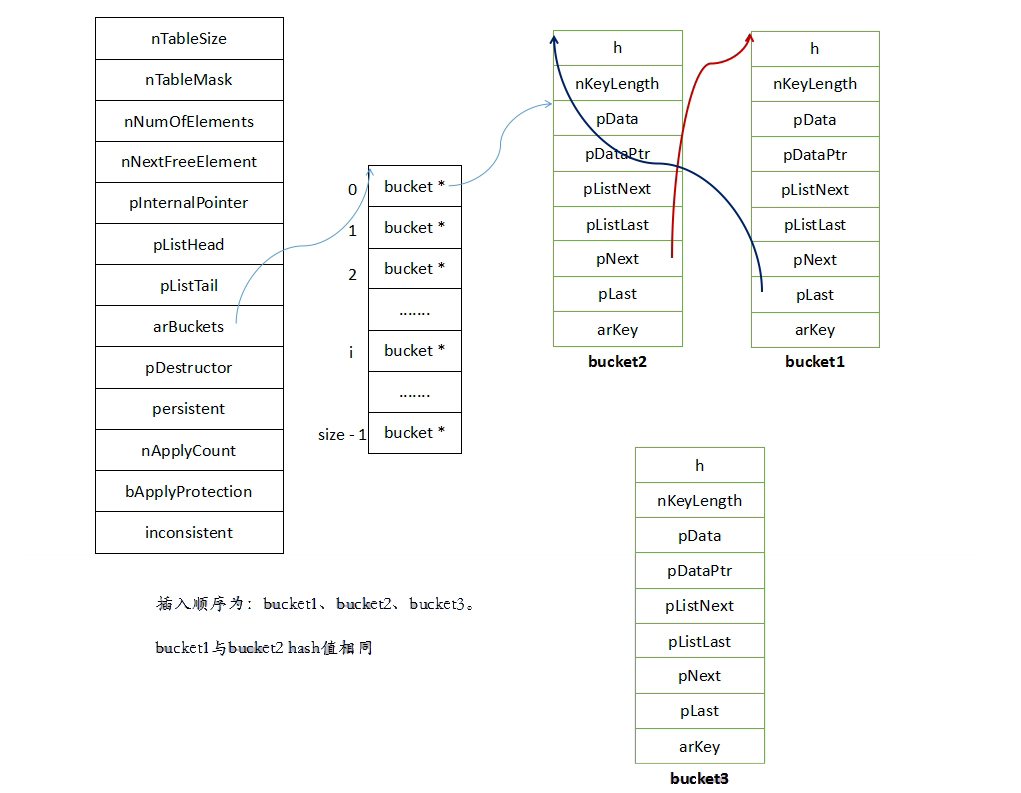 nTableSize
nTableMask
nNumOfElements
nNextFreeElement
pInternalPointer
pListHead
pListTail
arBuckets
pDestructor
persistent
nApplyCount
bApplyProtection
inconsistent
0 bucket *
1 bucket *
2 bucket *
.......
i bucket *
.......
size - 1 bucket *
h
nKeyLength
pData
pDataPtr
pListNext
pListLast
pNext
pLast
arKey
bucket2
h
nKeyLength
pData
pDataPtr
pListNext
pListLast
pNext
pLast
arKey
bucket1
h
nKeyLength
pData
pDataPtr
pListNext
pListLast
pNext
pLast
arKey
bucket3
插入顺序为：bucket1、bucket2、bucket3。
bucket1与bucket2 hash值相同